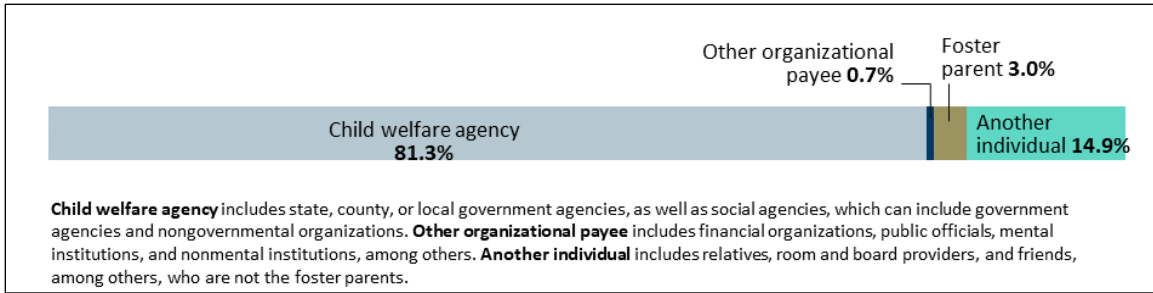 Other organizational
payee 0.7%
Foster
parent 3.0%
Child welfare agency
81.3%
Another
individual 14.9%
Child welfare agency includes state, county, or local government agencies, as well as social agencies, which can include government
agencies and nongovernmental organizations. Other organizational payee includes financial organizations, public officials, mental
institutions, and nonmental institutions, among others. Another individual includes relatives, room and board providers, and friends,
among others, who are not the foster parents.